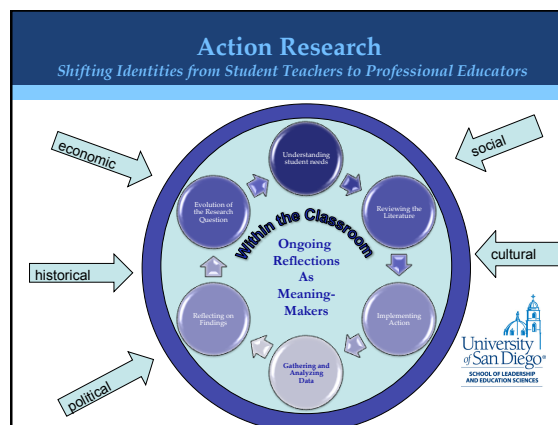 Action Research
Shifting Identities from Student Teachers to Professional Educators
economic
social
historical
cultural
political
Understanding
student needs
Reviewing the
Literature
Implementing
Action
Gathering and
Analyzing
Data
Reflecting on
Findings
Evolution of
the Research
Question
Within the Classroom
Ongoing
Reflections
As
Meaning-
Makers
University
of San Diego®
SCHOOL OF LEADERSHIP
AND EDUCATION SCIENCES